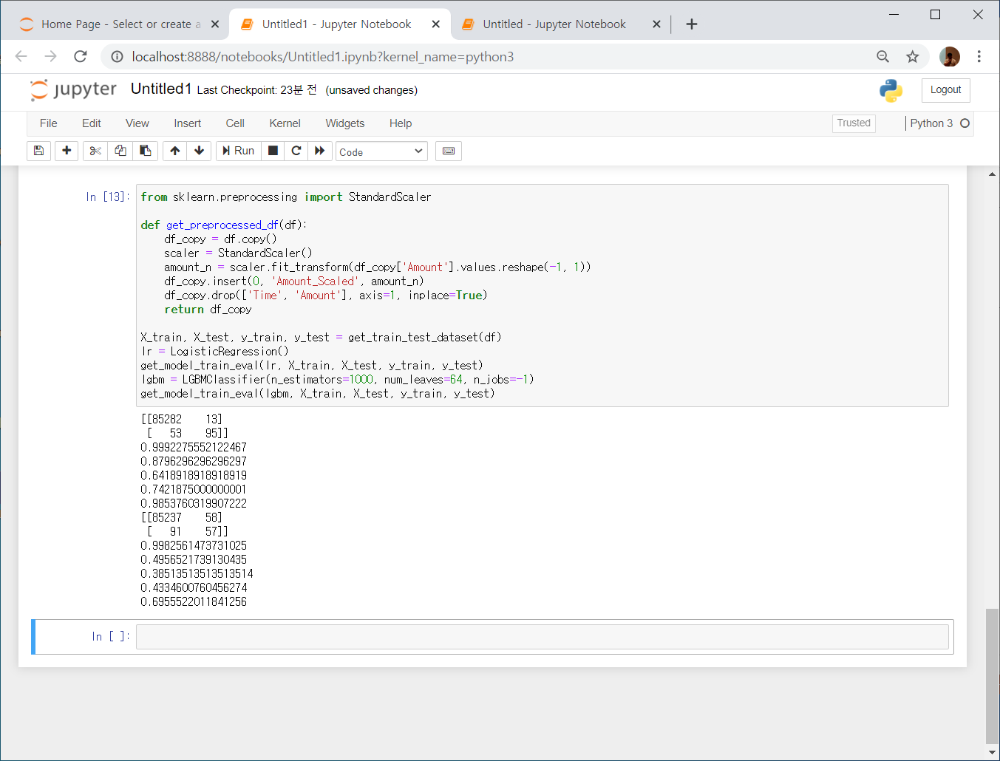 Home Page - Select or create a
Untitled1 - Jupyter Notebook
Untitled - Jupyter Notebook
localhost:8888/notebooks/Untitled1.ipynb?kernel_name=python3
jupyter Untitled1 Last Checkpoint: 23분 전 (unsaved changes)
Logout
File Edit View Insert Cell Kernel Widgets Help
Trusted
Python 3
Run
Code
In [13]:
from sklearn.preprocessing import StandardScaler
def get_preprocessed_df(df):
    df_copy = df.copy()
    scaler = StandardScaler()
    amount_n = scaler.fit_transform(df_copy['Amount'].values.reshape(-1, 1))
    df_copy.insert(0, 'Amount_Scaled', amount_n)
    df_copy.drop(['Time', 'Amount'], axis=1, inplace=True)
    return df_copy
X_train, X_test, y_train, y_test = get_train_test_dataset(df)
lr = LogisticRegression()
get_model_train_eval(lr, X_train, X_test, y_train, y_test)
lgbm = LGBMClassifier(n_estimators=1000, num_leaves=64, n_jobs=-1)
get_model_train_eval(lgbm, X_train, X_test, y_train, y_test)
[[85282    13]
 [   53    95]]
0.9992275552122467
0.8796296296296297
0.6418918918918919
0.7421875000000001
0.9853760319907222
[[85237    58]
 [   91    57]]
0.9982561473731025
0.4956521739130435
0.38513513513513514
0.4334600760456274
0.6955522011841256
In [ ]: